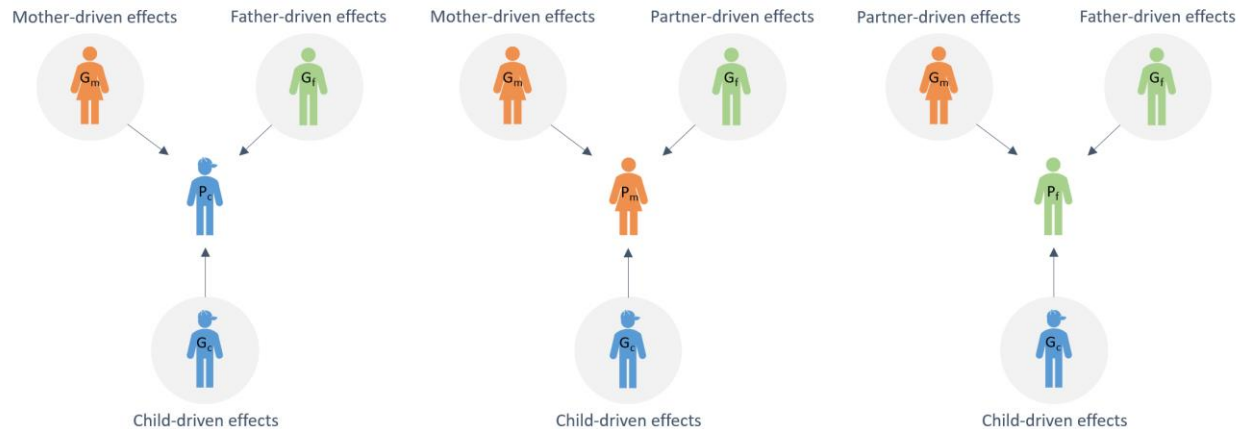 Mother-driven effects Father-driven effects Mother-driven effects Partner-driven effects Partner-driven effects Father-driven effects
Gm Gf Gm Gf Gm Gf
Pc Pm Pf
Gc Gc Gc
Child-driven effects Child-driven effects Child-driven effects